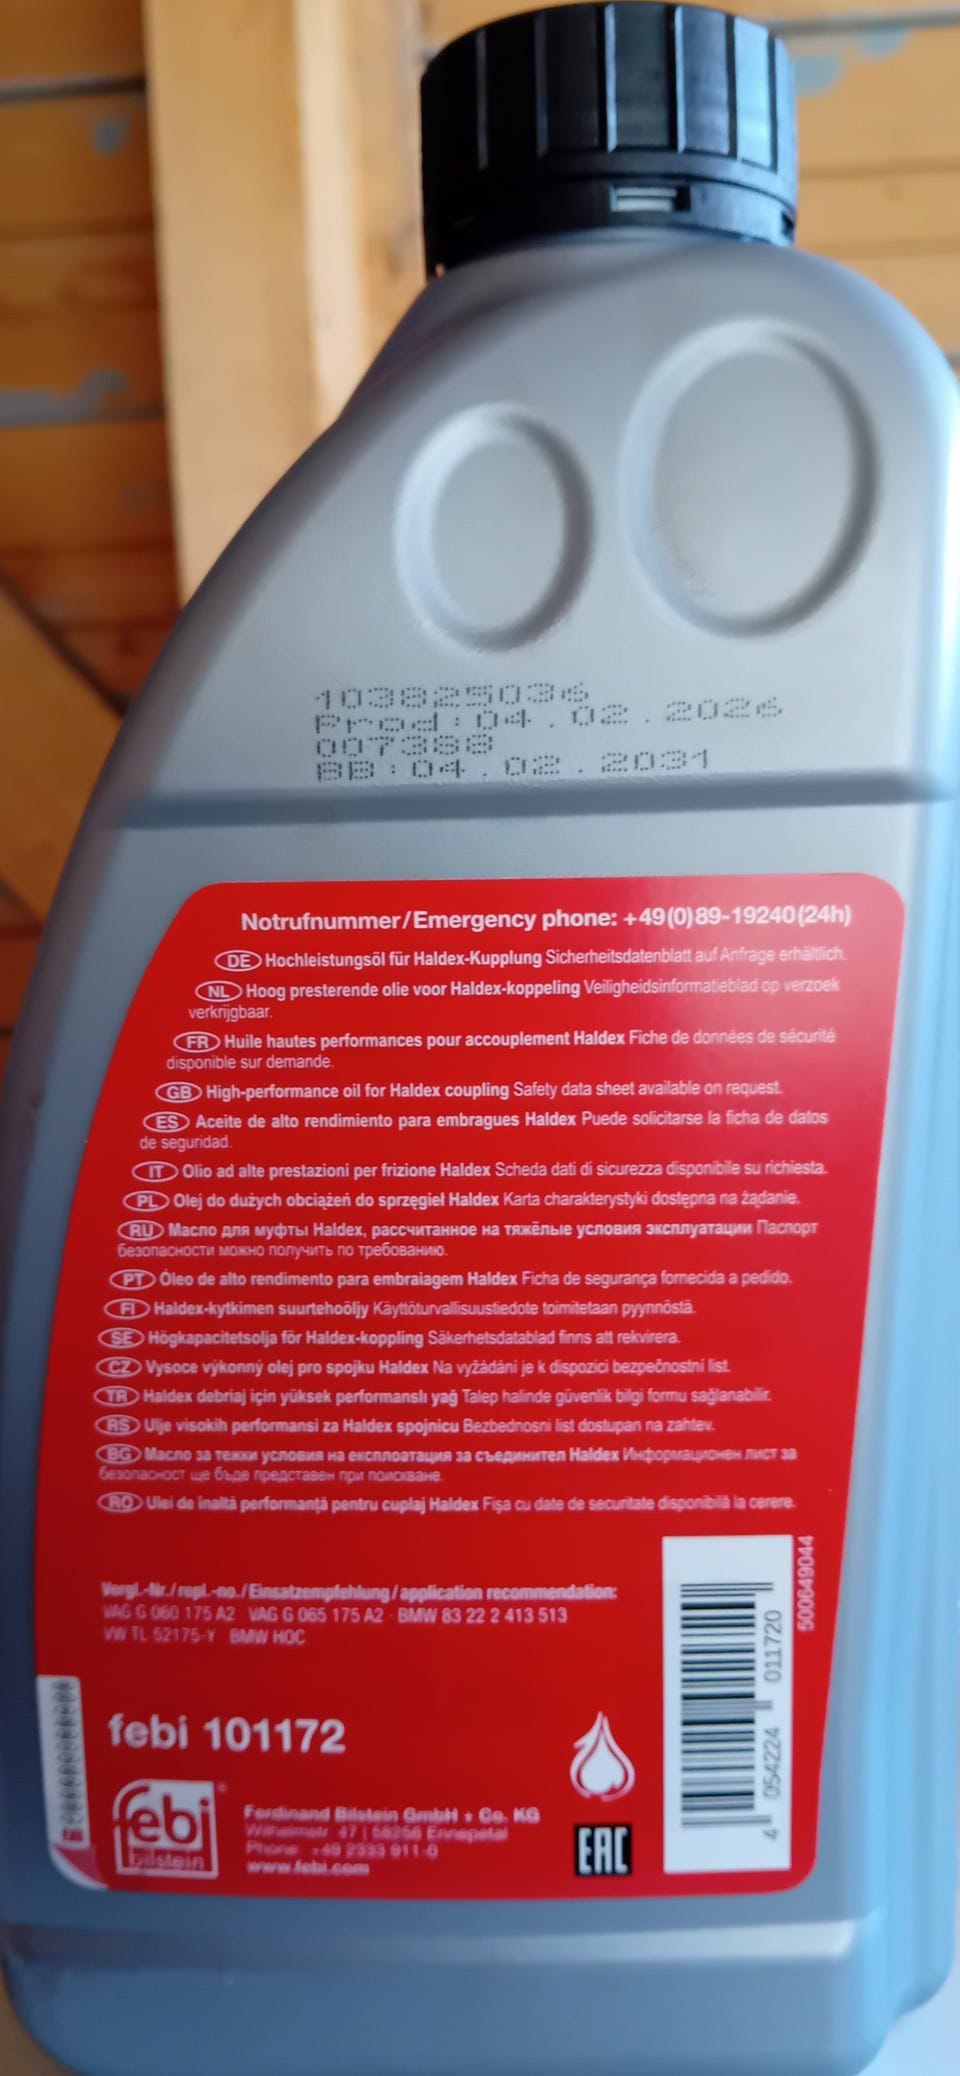 103825036
Prod:04.02.2026
007388
BB:04.02.2031
Notrufnummer/Emergency phone: +49(0)89-19240(24h)
DE Hochleistungsöl für Haldex-Kupplung Sicherheitsdatenblatt auf Anfrage erhältlich.
NL Hoog presterende olie voor Haldex-koppeling Veiligheidsinformatieblad op verzoek
verkrijgbaar.
FR Huile hautes performances pour accouplement Haldex Fiche de données de sécurité
disponible sur demande.
GB High-performance oil for Haldex coupling Safety data sheet available on request.
ES Aceite de alto rendimiento para embragues Haldex Puede solicitarse la ficha de datos
de seguridad.
IT Olio ad alte prestazioni per frizione Haldex Scheda dati di sicurezza disponibile su richiesta.
PL Olej do dużych obciążeń do sprzęgieł Haldex Karta charakterystyki dostępna na żądanie.
RU Масло для муфты Haldex, рассчитанное на тяжёлые условия эксплуатации Паспорт
безопасности можно получить по требованию.
PT Óleo de alto rendimento para embraiagem Haldex Ficha de segurança fornecida a pedido.
FI Haldex-kytkimen suurtehoöljy Käyttöturvallisuustiedote toimitetaan pyynnöstä.
SE Högkapacitetsolja för Haldex-koppling Säkerhetsdatablad finns att rekvirera.
CZ Vysoce výkonný olej pro spojku Haldex Na vyžádání je k dispozici bezpečnostní list.
TR Haldex debriaj için yüksek performanslı yağ Talep halinde güvenlik bilgi formu sağlanabilir.
RS Ulje visokih performansi za Haldex spojnicu Bezbednosni list dostupan na zahtev.
BG Масло за тежки условия на експлоатация за съединител Haldex Информационен лист за
безопасност ще бъде представен при поискване.
RO Ulei de înaltă performanță pentru cuplaj Haldex Fișa cu date de securitate disponibilă la cerere.
Vergl.-Nr./repl.-no./Einsatzempfehlung/application recommendation:
VAG G 060 175 A2 · VAG G 065 175 A2 · BMW 83 22 2 413 513
VW TL 52175-Y · BMW HOC
500649044
4 054224 011720
febi 101172
febi
bilstein
Ferdinand Bilstein GmbH + Co. KG
Wilhelmstr. 47 | 58256 Ennepetal
Phone: +49 2333 911-0
www.febi.com
EAC